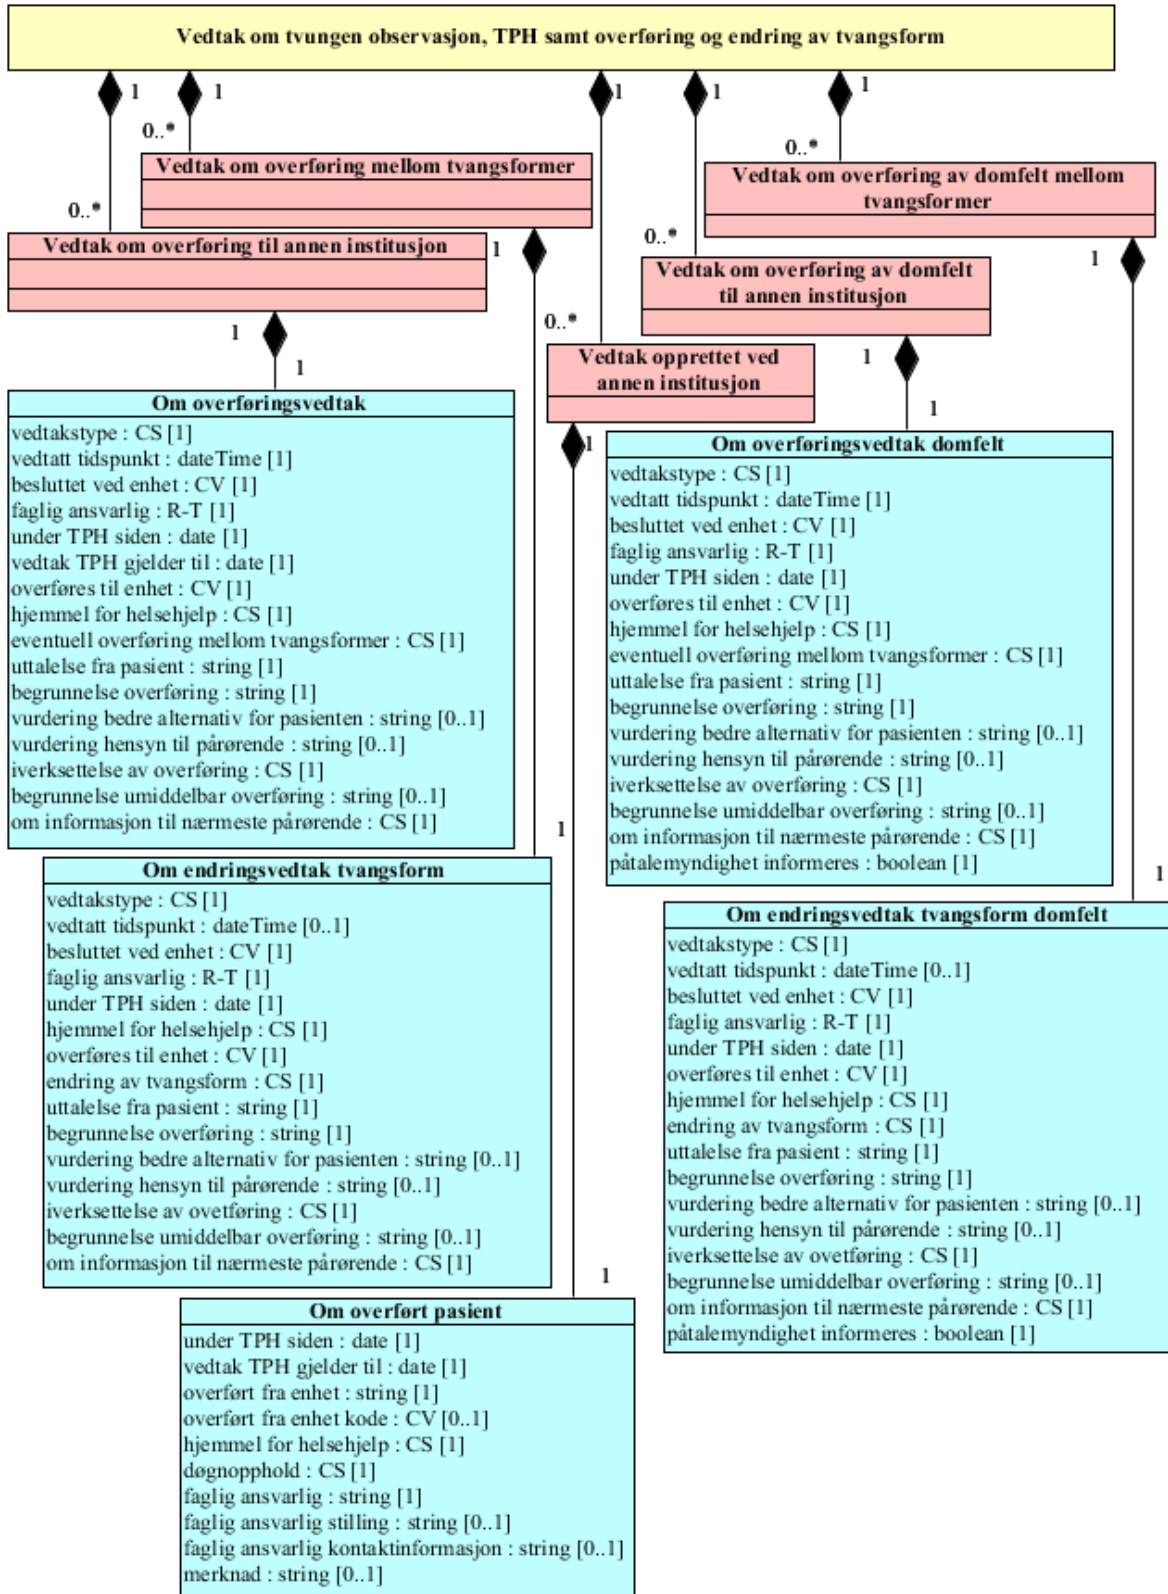 Vedtak om tvungen observasjon, TPH samt overføring og endring av tvangsform
1
1
1
1
1
0..*
Vedtak om overføring mellom tvangsformer
0..*
Vedtak om overføring av domfelt mellom
tvangsformer
0..*
Vedtak om overføring til annen institusjon
1
0..*
Vedtak om overføring av domfelt
til annen institusjon
1
0..*
Vedtak opprettet ved
annen institusjon
1
1
1
1
1
Om overføringsvedtak
vedtakstype : CS [1]
vedtatt tidspunkt : dateTime [1]
besluttet ved enhet : CV [1]
faglig ansvarlig : R-T [1]
under TPH siden : date [1]
vedtak TPH gjelder til : date [1]
overføres til enhet : CV [1]
hjemmel for helsehjelp : CS [1]
eventuell overføring mellom tvangsformer : CS [1]
uttalelse fra pasient : string [1]
begrunnelse overføring : string [1]
vurdering bedre alternativ for pasienten : string [0..1]
vurdering hensyn til pårørende : string [0..1]
iverksettelse av overføring : CS [1]
begrunnelse umiddelbar overføring : string [0..1]
om informasjon til nærmeste pårørende : CS [1]
Om overføringsvedtak domfelt
vedtakstype : CS [1]
vedtatt tidspunkt : dateTime [1]
besluttet ved enhet : CV [1]
faglig ansvarlig : R-T [1]
under TPH siden : date [1]
overføres til enhet : CV [1]
hjemmel for helsehjelp : CS [1]
eventuell overføring mellom tvangsformer : CS [1]
uttalelse fra pasient : string [1]
begrunnelse overføring : string [1]
vurdering bedre alternativ for pasienten : string [0..1]
vurdering hensyn til pårørende : string [0..1]
iverksettelse av overføring : CS [1]
begrunnelse umiddelbar overføring : string [0..1]
om informasjon til nærmeste pårørende : CS [1]
påtalemyndighet informeres : boolean [1]
1
1
Om endringsvedtak tvangsform
vedtakstype : CS [1]
vedtatt tidspunkt : dateTime [0..1]
besluttet ved enhet : CV [1]
faglig ansvarlig : R-T [1]
under TPH siden : date [1]
hjemmel for helsehjelp : CS [1]
overføres til enhet : CV [1]
endring av tvangsform : CS [1]
uttalelse fra pasient : string [1]
begrunnelse overføring : string [1]
vurdering bedre alternativ for pasienten : string [0..1]
vurdering hensyn til pårørende : string [0..1]
iverksettelse av ovetføring : CS [1]
begrunnelse umiddelbar overføring : string [0..1]
om informasjon til nærmeste pårørende : CS [1]
Om endringsvedtak tvangsform domfelt
vedtakstype : CS [1]
vedtatt tidspunkt : dateTime [0..1]
besluttet ved enhet : CV [1]
faglig ansvarlig : R-T [1]
under TPH siden : date [1]
overføres til enhet : CV [1]
hjemmel for helsehjelp : CS [1]
endring av tvangsform : CS [1]
uttalelse fra pasient : string [1]
begrunnelse overføring : string [1]
vurdering bedre alternativ for pasienten : string [0..1]
vurdering hensyn til pårørende : string [0..1]
iverksettelse av ovetføring : CS [1]
begrunnelse umiddelbar overføring : string [0..1]
om informasjon til nærmeste pårørende : CS [1]
påtalemyndighet informeres : boolean [1]
1
Om overført pasient
under TPH siden : date [1]
vedtak TPH gjelder til : date [1]
overført fra enhet : string [1]
overført fra enhet kode : CV [0..1]
hjemmel for helsehjelp : CS [1]
døgnopphold : CS [1]
faglig ansvarlig : string [1]
faglig ansvarlig stilling : string [0..1]
faglig ansvarlig kontaktinformasjon : string [0..1]
merknad : string [0..1]